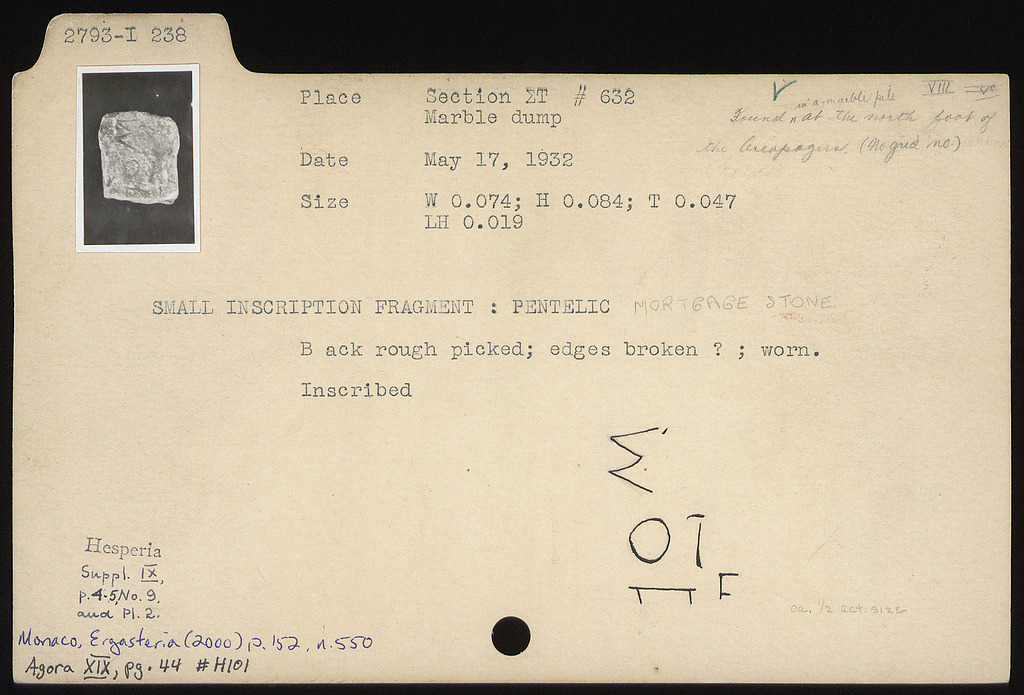 2793-I 238
Place Section ΣT # 632
Marble dump
VIII
in a marble pile
Found at the north foot of
the Areopagus. (No grid no.)
Date May 17, 1932
Size W 0.074; H 0.084; T 0.047
LH 0.019
SMALL INSCRIPTION FRAGMENT : PENTELIC MORTGAGE STONE
B ack rough picked; edges broken ? ; worn.
Inscribed
Σ
ΟΙ
Π F
Hesperia
Suppl. IX,
p.4-5, No. 9.
and Pl. 2.
ca. 1/2 act. size
Monaco, Ergasteria (2000), p. 152, n. 550
Agora XIX, pg. 44 #H101